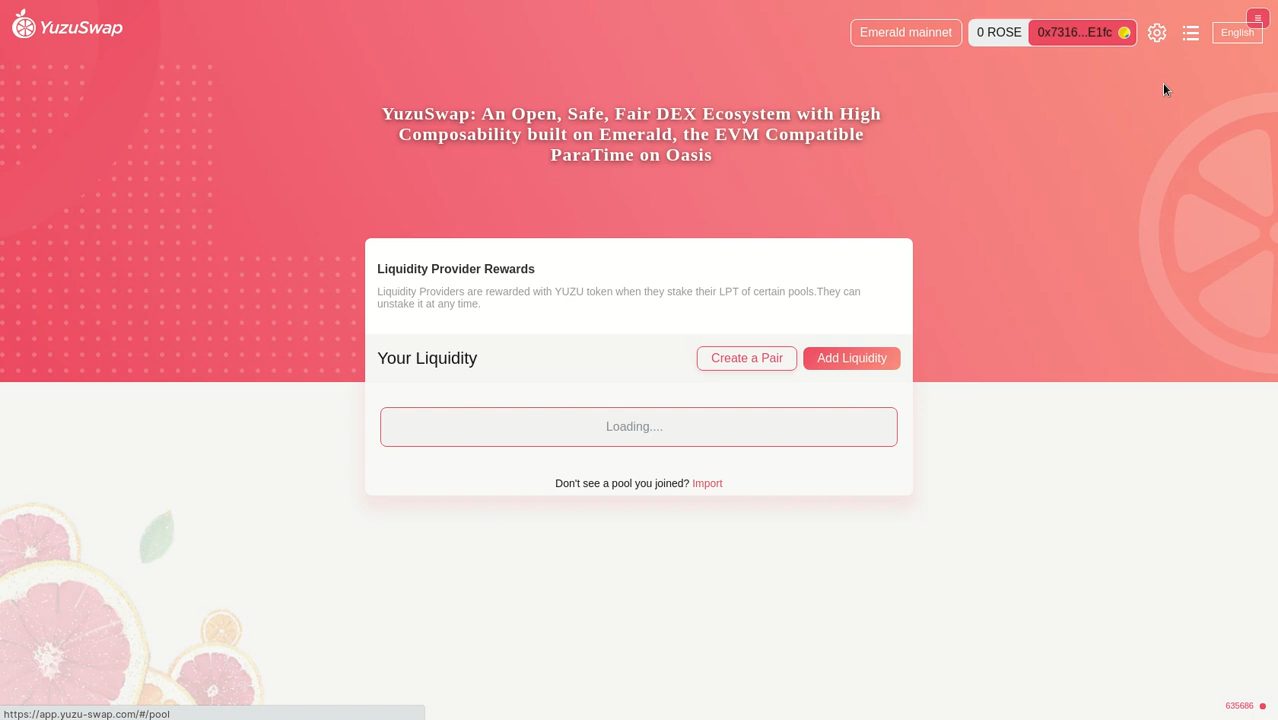 YuzuSwap
Emerald mainnet
0 ROSE
0x7316...E1fc
English
YuzuSwap: An Open, Safe, Fair DEX Ecosystem with High
Composability built on Emerald, the EVM Compatible
ParaTime on Oasis
Liquidity Provider Rewards
Liquidity Providers are rewarded with YUZU token when they stake their LPT of certain pools.They can
unstake it at any time.
Your Liquidity
Create a Pair
Add Liquidity
Loading....
Don't see a pool you joined? Import
635686
https://app.yuzu-swap.com/#/pool